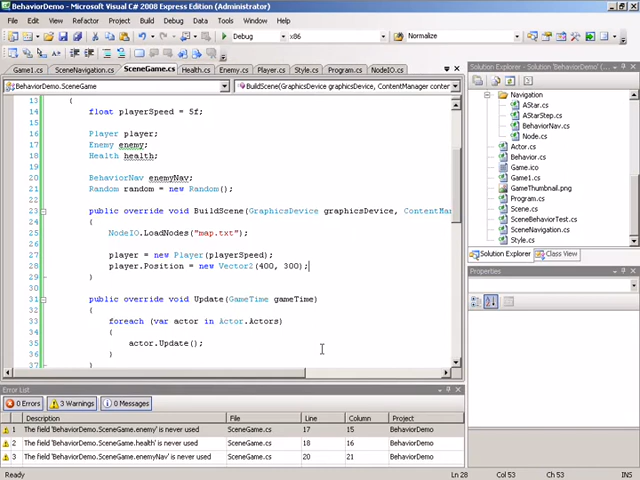 BehaviorDemo - Microsoft Visual C# 2008 Express Edition (Administrator)
File Edit View Refactor Project Build Debug Data Tools Window Help
Debug x86 Normalize
Game1.cs SceneNavigation.cs SceneGame.cs Health.cs Enemy.cs Player.cs Style.cs Program.cs NodeIO.cs
BehaviorDemo.SceneGame BuildScene(GraphicsDevice graphicsDevice, ContentManager conter
13 {
14 float playerSpeed = 5f;
15
16 Player player;
17 Enemy enemy;
18 Health health;
19
20 BehaviorNav enemyNav;
21 Random random = new Random();
22
23 public override void BuildScene(GraphicsDevice graphicsDevice, ContentManag
24 {
25 NodeIO.LoadNodes("map.txt");
26
27 player = new Player(playerSpeed);
28 player.Position = new Vector2(400, 300);
29 }
30
31 public override void Update(GameTime gameTime)
32 {
33 foreach (var actor in Actor.Actors)
34 {
35 actor.Update();
36 }
37 }
Solution Explorer - Solution 'BehaviorDemo'
Navigation
AStar.cs
AStarStep.cs
BehaviorNav.cs
Node.cs
Actor.cs
Behavior.cs
Game.ico
Game1.cs
GameThumbnail.png
Program.cs
Scene.cs
SceneBehaviorTest.cs
SceneNavigation.cs
Style.cs
Solution Explorer Class View
Properties
Error List
0 Errors 3 Warnings 0 Messages
Description File Line Column Project
1 The field 'BehaviorDemo.SceneGame.enemy' is never used SceneGame.cs 17 15 BehaviorDemo
2 The field 'BehaviorDemo.SceneGame.health' is never used SceneGame.cs 18 16 BehaviorDemo
3 The field 'BehaviorDemo.SceneGame.enemyNav' is never used SceneGame.cs 20 21 BehaviorDemo
Ready Ln 28 Col 53 Ch 53 INS